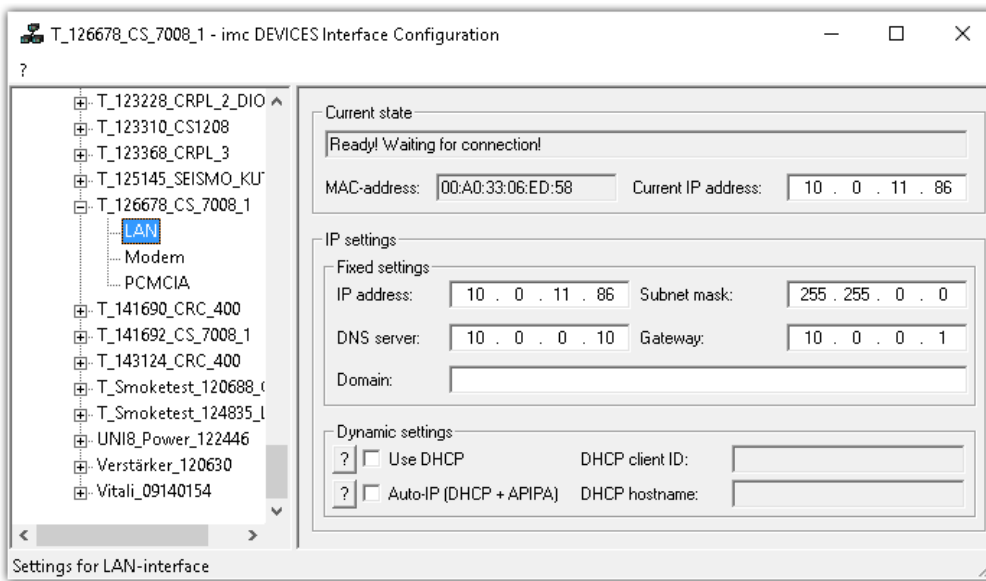 T_126678_CS_7008_1 - imc DEVICES Interface Configuration
?
T_123228_CRPL_2_DIO
T_123310_CS1208
T_123368_CRPL_3
T_125145_SEISMO_KUT
T_126678_CS_7008_1
LAN
Modem
PCMCIA
T_141690_CRC_400
T_141692_CS_7008_1
T_143124_CRC_400
T_Smoketest_120688_
T_Smoketest_124835_L
UNI8_Power_122446
Verstärker_120630
Vitali_09140154
Current state
Ready! Waiting for connection!
MAC-address: 00:A0:33:06:ED:58 Current IP address: 10 . 0 . 11 . 86
IP settings
Fixed settings
IP address: 10 . 0 . 11 . 86 Subnet mask: 255 . 255 . 0 . 0
DNS server: 10 . 0 . 0 . 10 Gateway: 10 . 0 . 0 . 1
Domain:
Dynamic settings
? Use DHCP DHCP client ID:
? Auto-IP (DHCP + APIPA) DHCP hostname:
Settings for LAN-interface